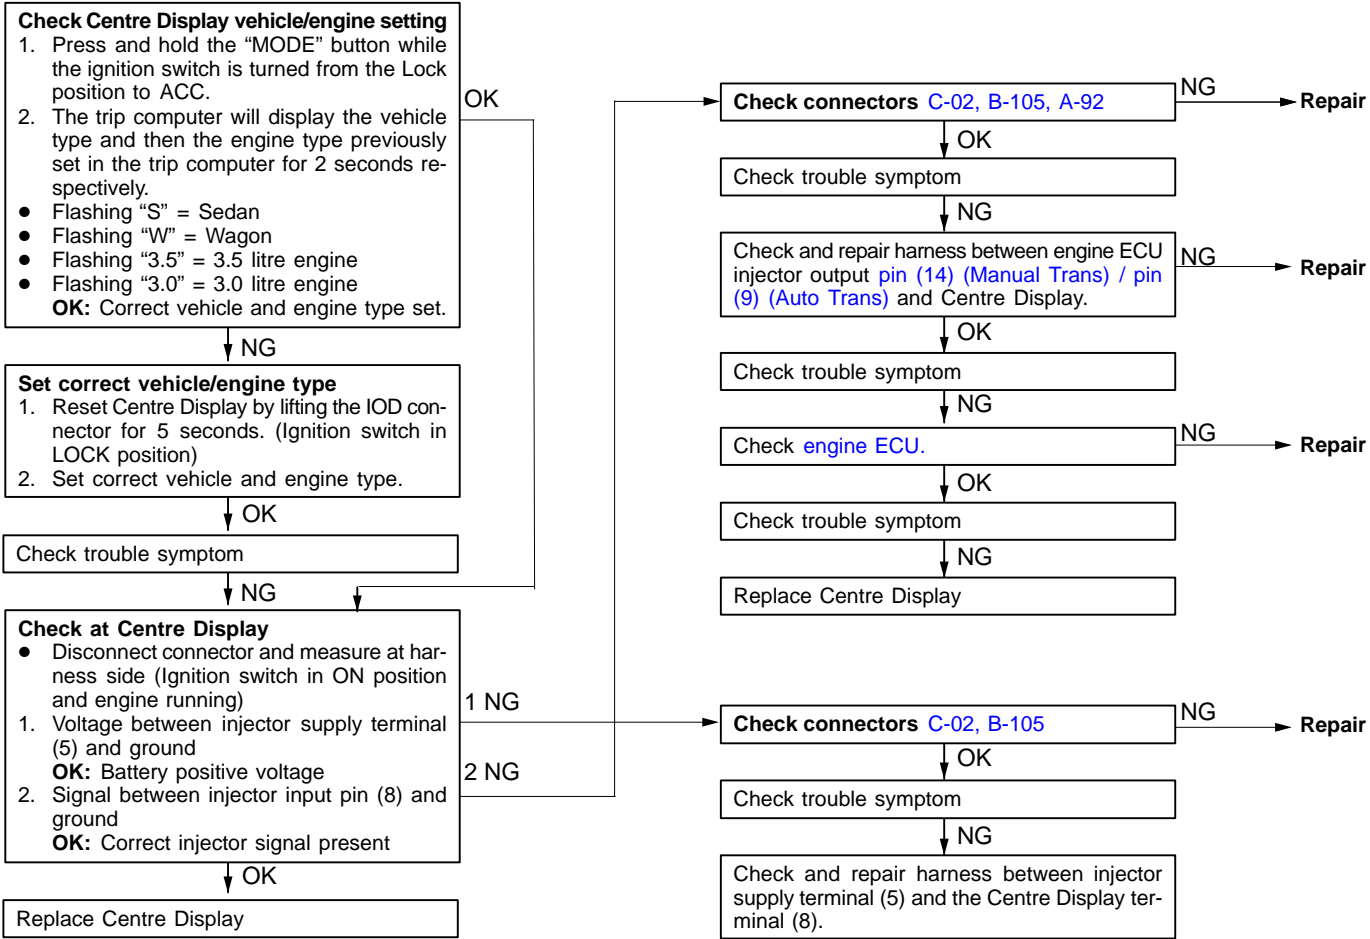 Check Centre Display vehicle/engine setting
1. Press and hold the “MODE” button while
the ignition switch is turned from the Lock
position to ACC.
2. The trip computer will display the vehicle
type and then the engine type previously
set in the trip computer for 2 seconds re-
spectively.
● Flashing “S” = Sedan
● Flashing “W” = Wagon
● Flashing “3.5” = 3.5 litre engine
● Flashing “3.0” = 3.0 litre engine
OK: Correct vehicle and engine type set.
OK
NG
Set correct vehicle/engine type
1. Reset Centre Display by lifting the IOD con-
nector for 5 seconds. (Ignition switch in
LOCK position)
2. Set correct vehicle and engine type.
OK
Check trouble symptom
NG
Check at Centre Display
● Disconnect connector and measure at har-
ness side (Ignition switch in ON position
and engine running)
1. Voltage between injector supply terminal
(5) and ground
OK: Battery positive voltage
2. Signal between injector input pin (8) and
ground
OK: Correct injector signal present
1 NG
2 NG
OK
Replace Centre Display
Check connectors C-02, B-105, A-92
NG
Repair
OK
Check trouble symptom
NG
Check and repair harness between engine ECU
injector output pin (14) (Manual Trans) / pin
(9) (Auto Trans) and Centre Display.
NG
Repair
OK
Check trouble symptom
NG
Check engine ECU.
NG
Repair
OK
Check trouble symptom
NG
Replace Centre Display
Check connectors C-02, B-105
NG
Repair
OK
Check trouble symptom
NG
Check and repair harness between injector
supply terminal (5) and the Centre Display ter-
minal (8).